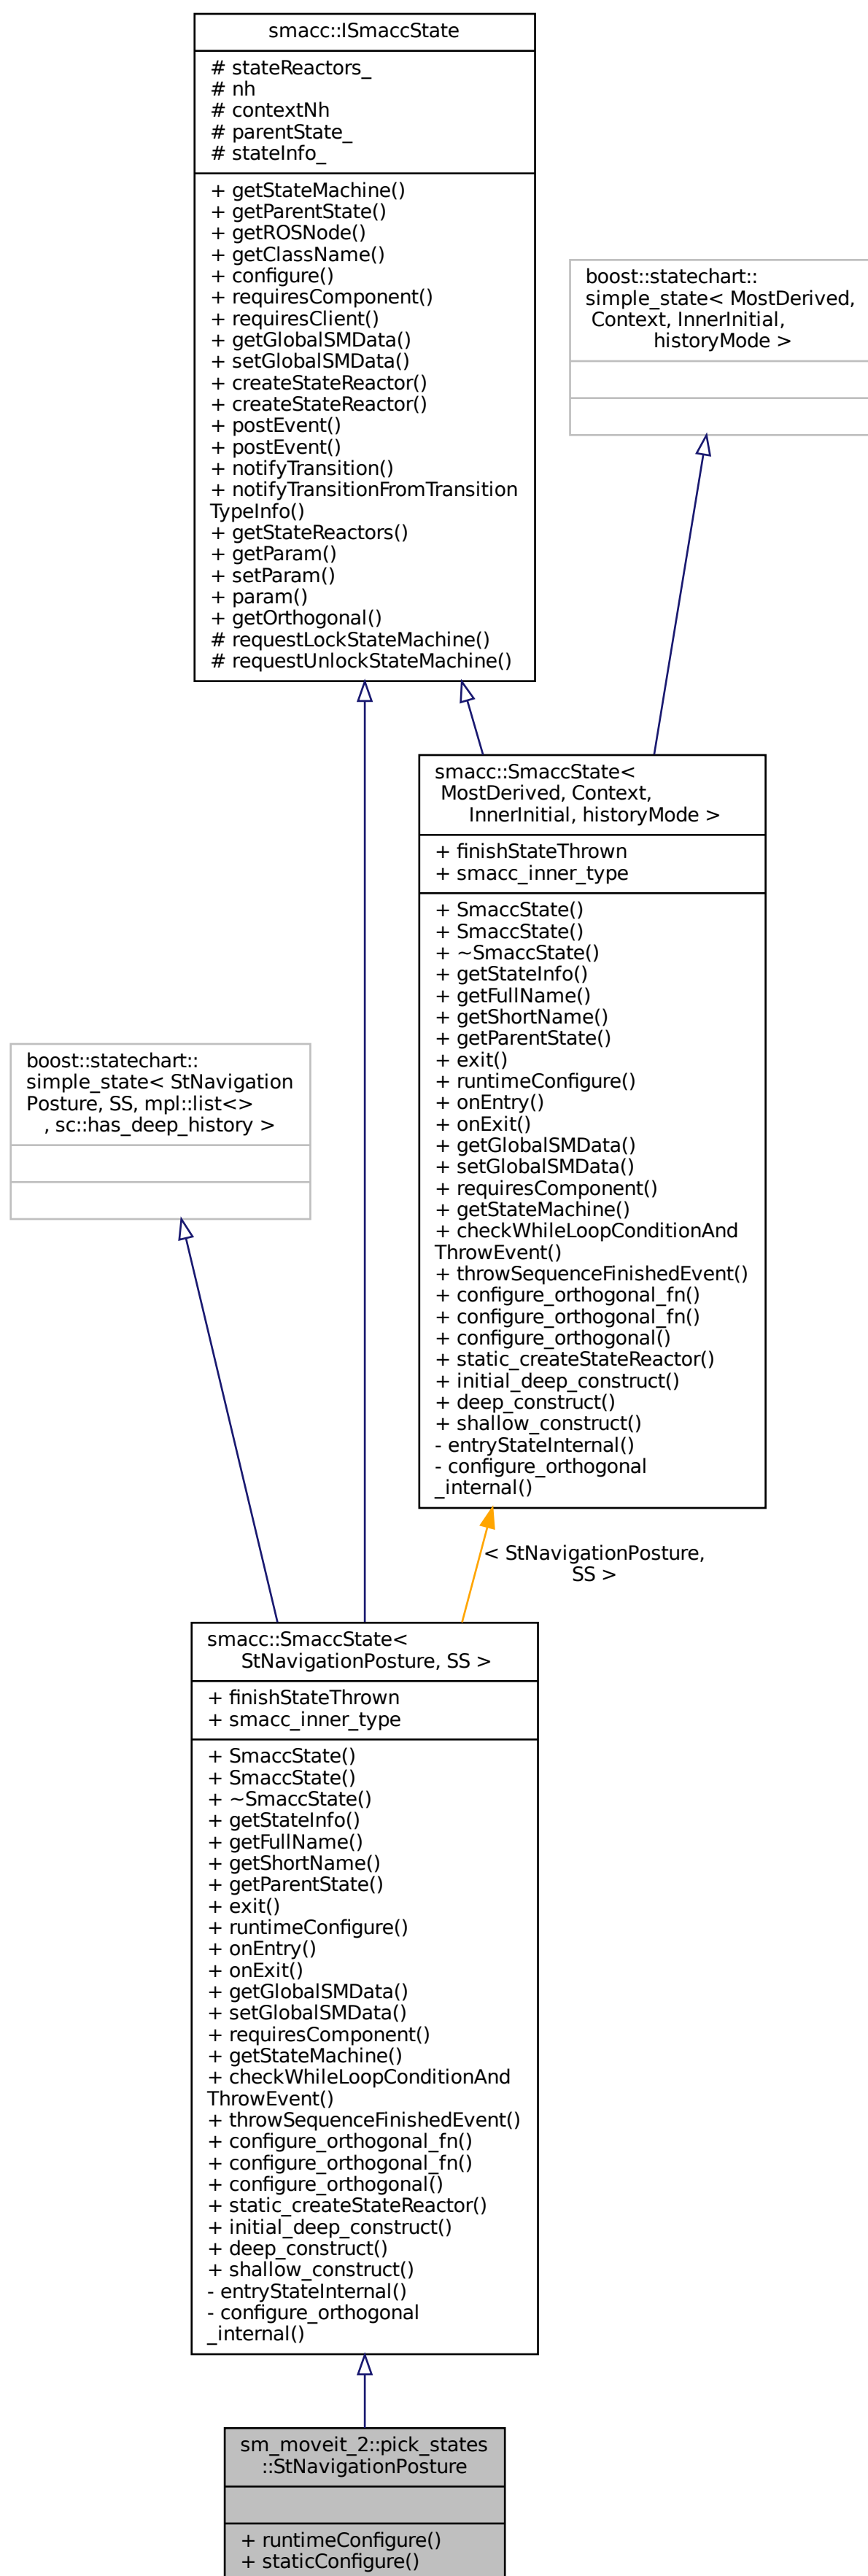 smacc::ISmaccState
# stateReactors_
# nh
# contextNh
# parentState_
# stateInfo_
+ getStateMachine()
+ getParentState()
+ getROSNode()
+ getClassName()
+ configure()
+ requiresComponent()
+ requiresClient()
+ getGlobalSMData()
+ setGlobalSMData()
+ createStateReactor()
+ createStateReactor()
+ postEvent()
+ postEvent()
+ notifyTransition()
+ notifyTransitionFromTransition
TypeInfo()
+ getStateReactors()
+ getParam()
+ setParam()
+ param()
+ getOrthogonal()
# requestLockStateMachine()
# requestUnlockStateMachine()
boost::statechart::
simple_state< MostDerived,
Context, InnerInitial,
historyMode >
smacc::SmaccState<
MostDerived, Context,
InnerInitial, historyMode >
+ finishStateThrown
+ smacc_inner_type
+ SmaccState()
+ SmaccState()
+ ~SmaccState()
+ getStateInfo()
+ getFullName()
+ getShortName()
+ getParentState()
+ exit()
+ runtimeConfigure()
+ onEntry()
+ onExit()
+ getGlobalSMData()
+ setGlobalSMData()
+ requiresComponent()
+ getStateMachine()
+ checkWhileLoopConditionAnd
ThrowEvent()
+ throwSequenceFinishedEvent()
+ configure_orthogonal_fn()
+ configure_orthogonal_fn()
+ configure_orthogonal()
+ static_createStateReactor()
+ initial_deep_construct()
+ deep_construct()
+ shallow_construct()
- entryStateInternal()
- configure_orthogonal
_internal()
boost::statechart::
simple_state< StNavigation
Posture, SS, mpl::list<>
, sc::has_deep_history >
< StNavigationPosture,
SS >
smacc::SmaccState<
StNavigationPosture, SS >
+ finishStateThrown
+ smacc_inner_type
+ SmaccState()
+ SmaccState()
+ ~SmaccState()
+ getStateInfo()
+ getFullName()
+ getShortName()
+ getParentState()
+ exit()
+ runtimeConfigure()
+ onEntry()
+ onExit()
+ getGlobalSMData()
+ setGlobalSMData()
+ requiresComponent()
+ getStateMachine()
+ checkWhileLoopConditionAnd
ThrowEvent()
+ throwSequenceFinishedEvent()
+ configure_orthogonal_fn()
+ configure_orthogonal_fn()
+ configure_orthogonal()
+ static_createStateReactor()
+ initial_deep_construct()
+ deep_construct()
+ shallow_construct()
- entryStateInternal()
- configure_orthogonal
_internal()
sm_moveit_2::pick_states
::StNavigationPosture
+ runtimeConfigure()
+ staticConfigure()